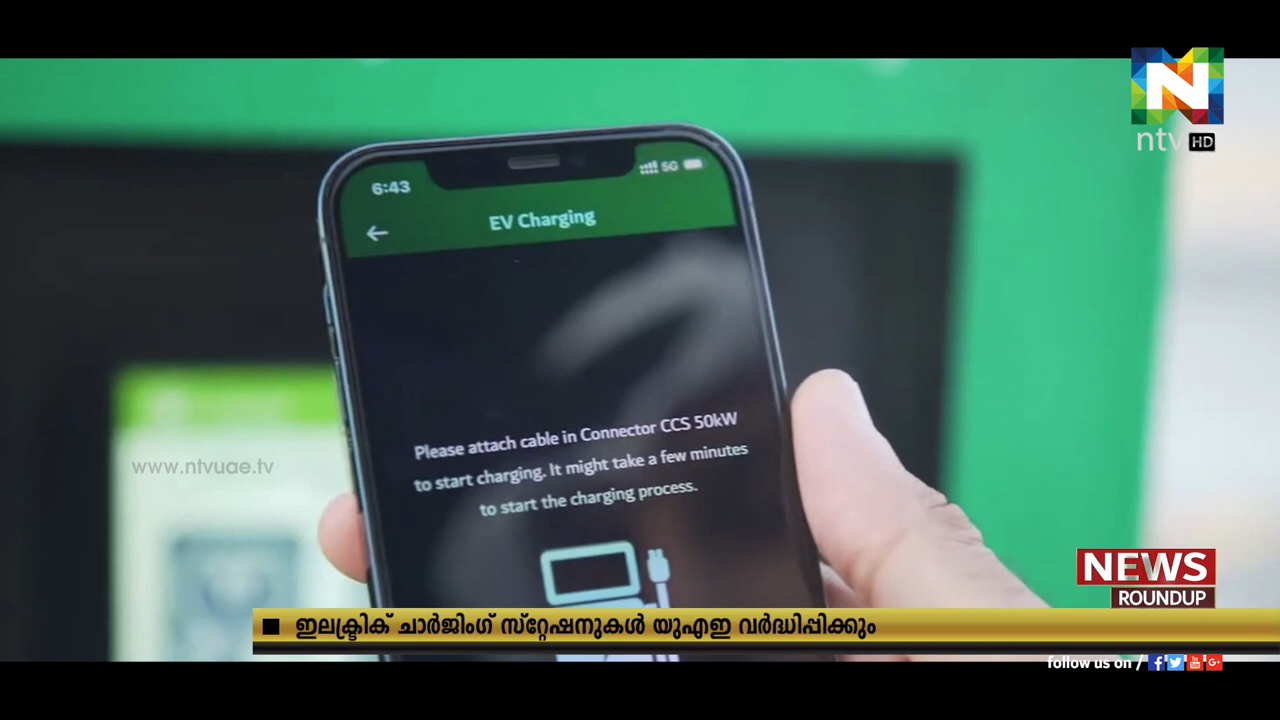 N
ntv HD
6:43
5G
EV Charging
Please attach cable in Connector CCS 50kW
to start charging. It might take a few minutes
to start the charging process.
www.ntvuae.tv
NEWS
ROUNDUP
ഇലക്ട്രിക് ചാർജിംഗ് സ്റ്റേഷനുകൾ യുഎഇ വർദ്ധിപ്പിക്കും
follow us on /